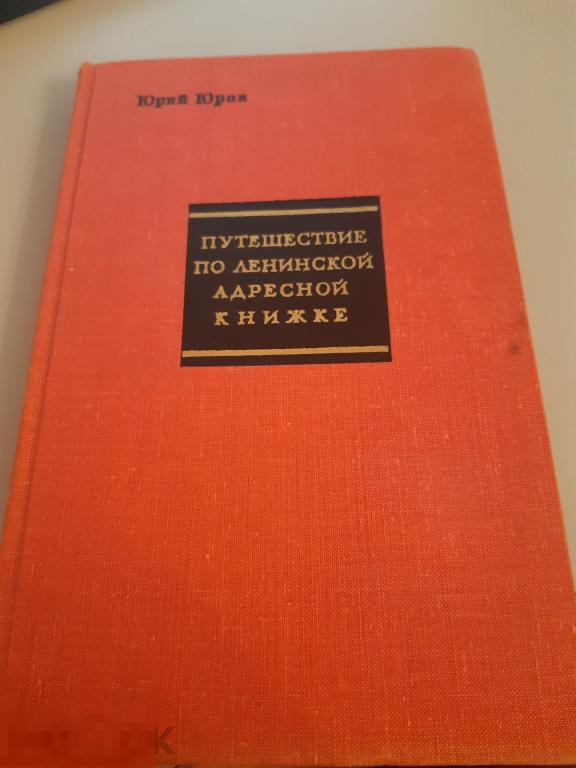 Юрий Юров
ПУТЕШЕСТВИЕ
ПО ЛЕНИНСКОЙ
АДРЕСНОЙ
КНИЖКЕ